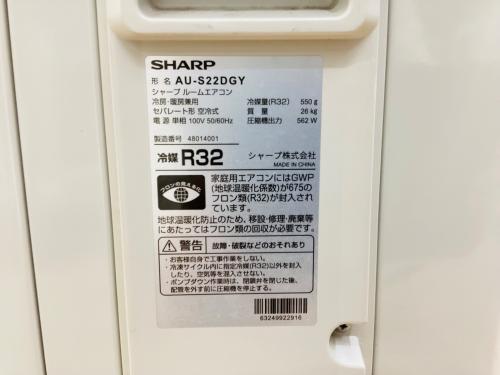 SHARP
形 名 AU-S22DGY
シャープ ルームエアコン
冷房・暖房兼用 冷媒量(R32) 550g
セパレート形 空冷式 質 量 26kg
電 源 単相 100V 50/60Hz 圧縮機出力 562W
製造番号 48014001
冷媒 R32 シャープ株式会社
MADE IN CHINA
フロンの見える化
家庭用エアコンにはGWP
(地球温暖化係数)が675の
フロン類(R32)が封入され
ています。
地球温暖化防止のため、移設・修理・廃棄等
にあたってはフロン類の回収が必要です。
警告 故障・破裂などのおそれあり
・お客様自身で工事作業をしない。
・冷凍サイクル内に指定冷媒(R32)以外を封入
したり、空気等を混入させない。
・ポンプダウン作業時は、閉鎖弁を閉じた後、
配管を外す前に圧縮機を停止する。
63249922916